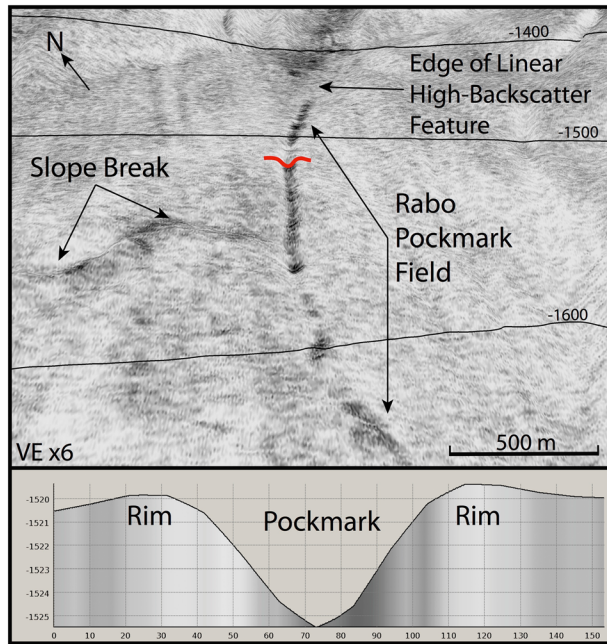 -1400
N
Edge of Linear
High-Backscatter
Feature
-1500
Slope Break
Rabo
Pockmark
Field
-1600
500 m
VE x6
-1520
-1521
-1522
-1523
-1524
-1525
Rim
Pockmark
Rim
0 10 20 30 40 50 60 70 80 90 100 110 120 130 140 150